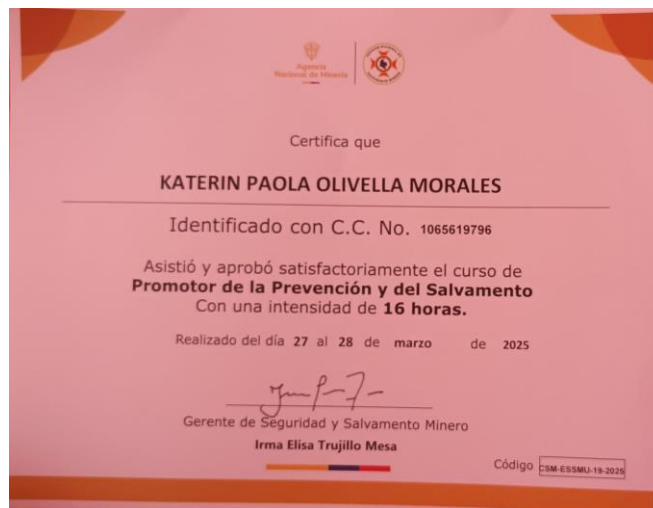 Agencia
Nacional de Minería
Certifica que
KATERIN PAOLA OLIVELLA MORALES
Identificado con C.C. No. 1065619796
Asistió y aprobó satisfactoriamente el curso de
Promotor de la Prevención y del Salvamento
Con una intensidad de 16 horas.
Realizado del día 27 al 28 de marzo de 2025
Gerente de Seguridad y Salvamento Minero
Irma Elisa Trujillo Mesa
Código CSM-ESSMU-19-2025